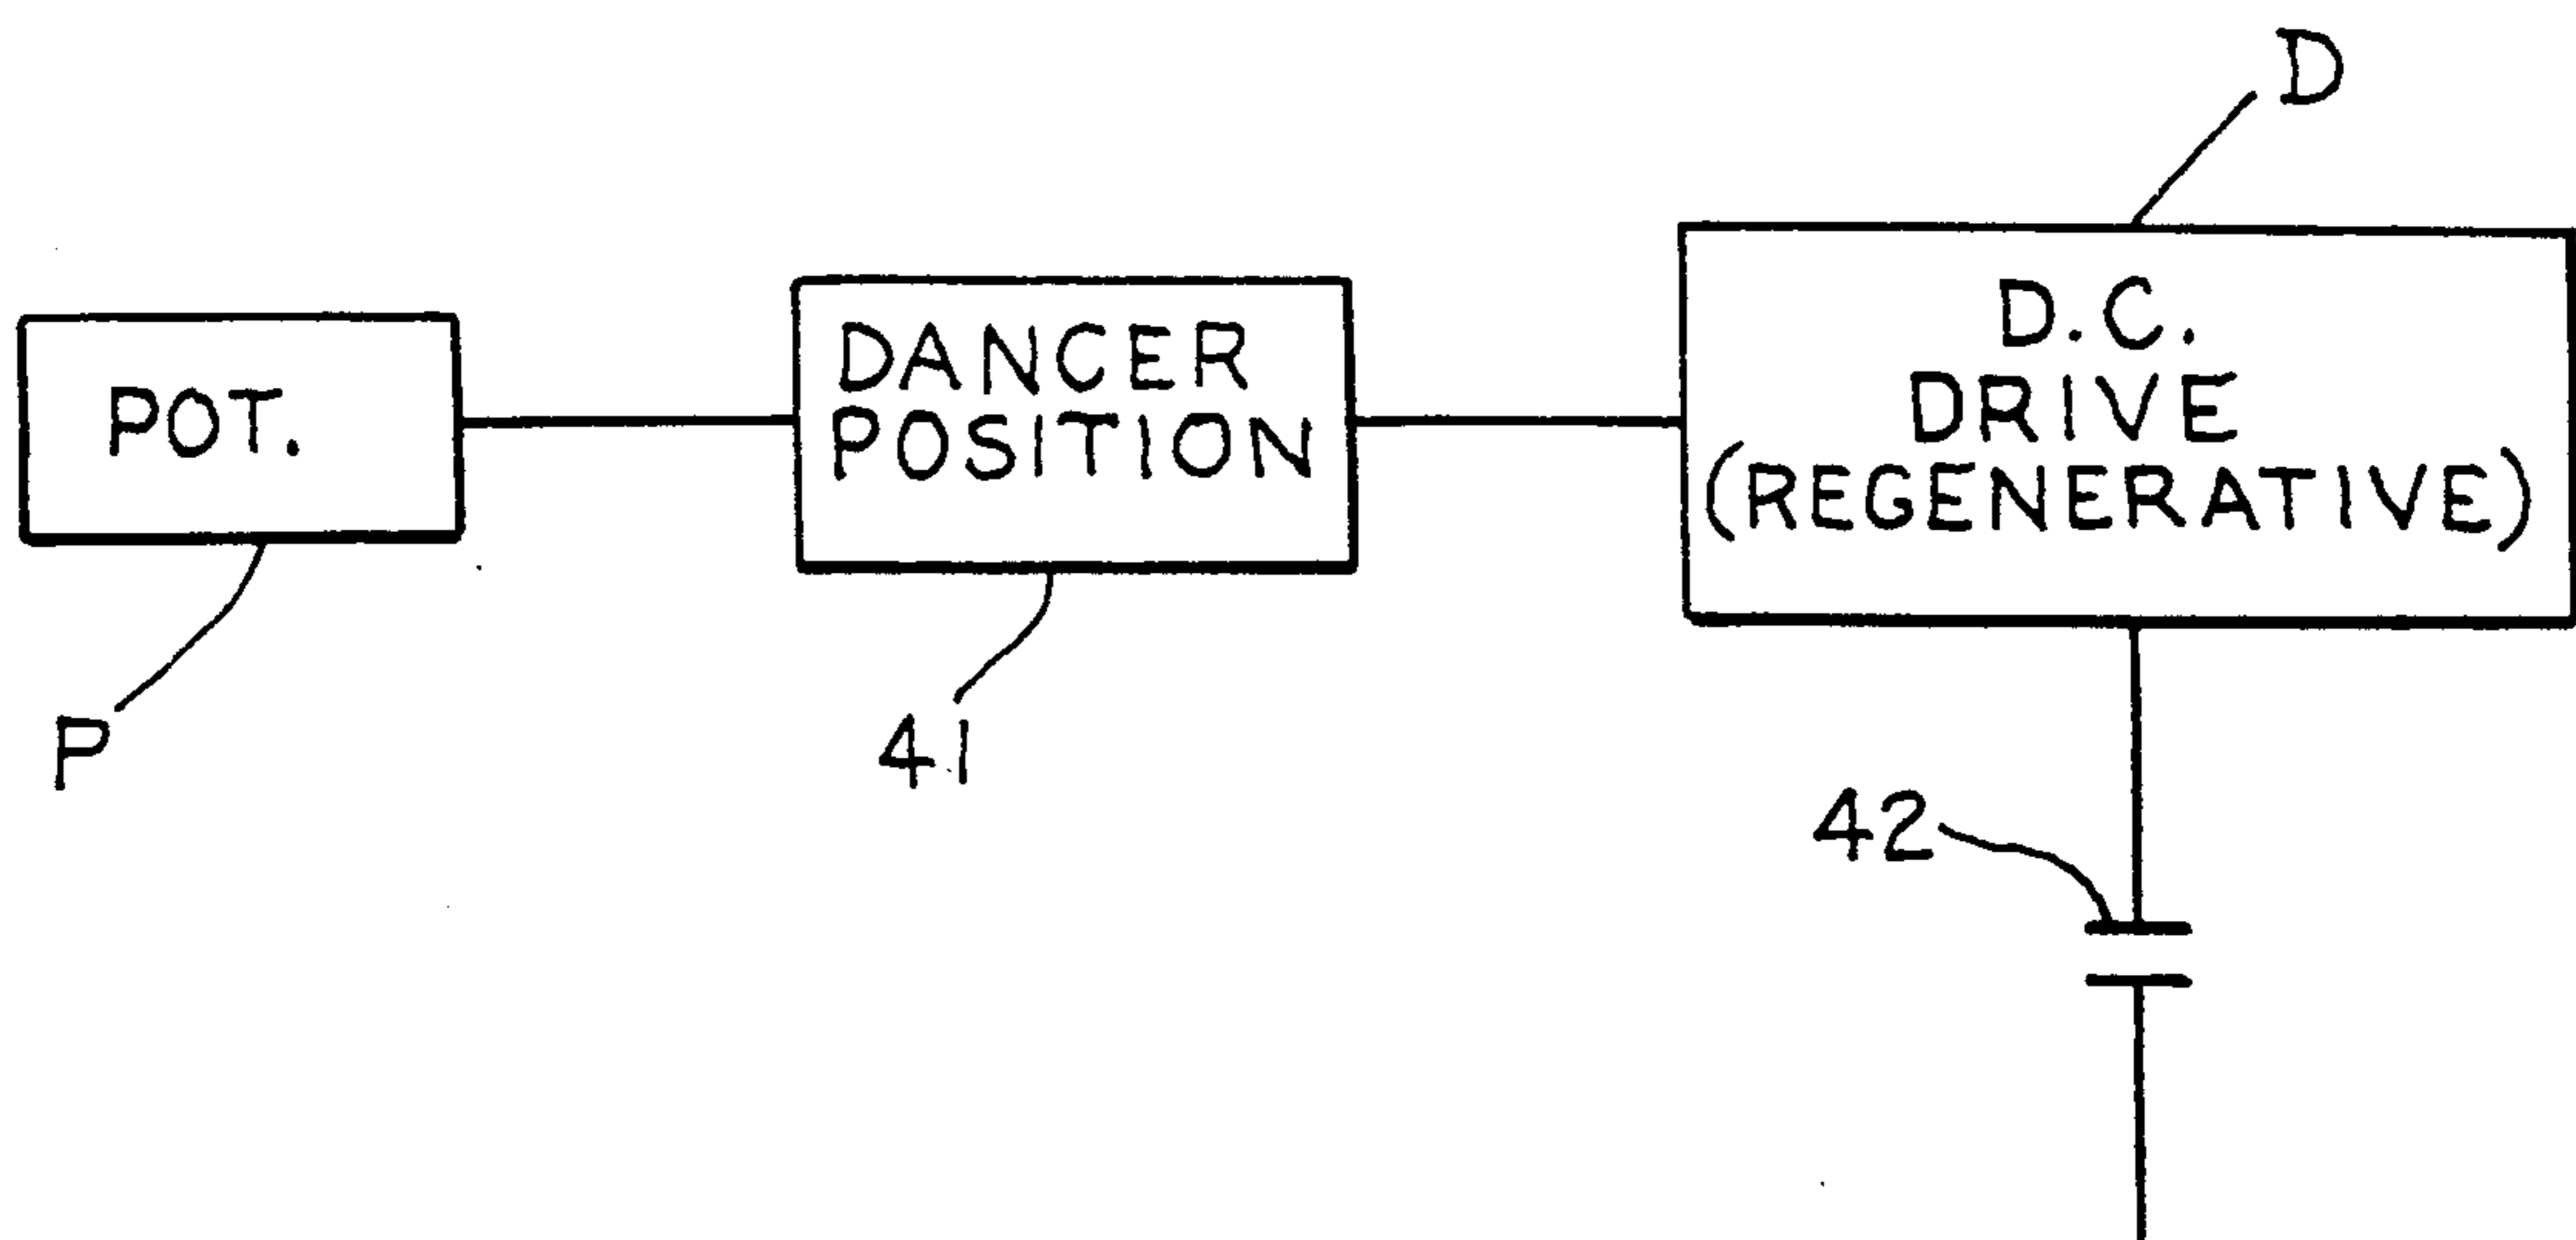 D
POT.
DANCER
POSITION
D.C.
DRIVE
(REGENERATIVE)
P
41
42